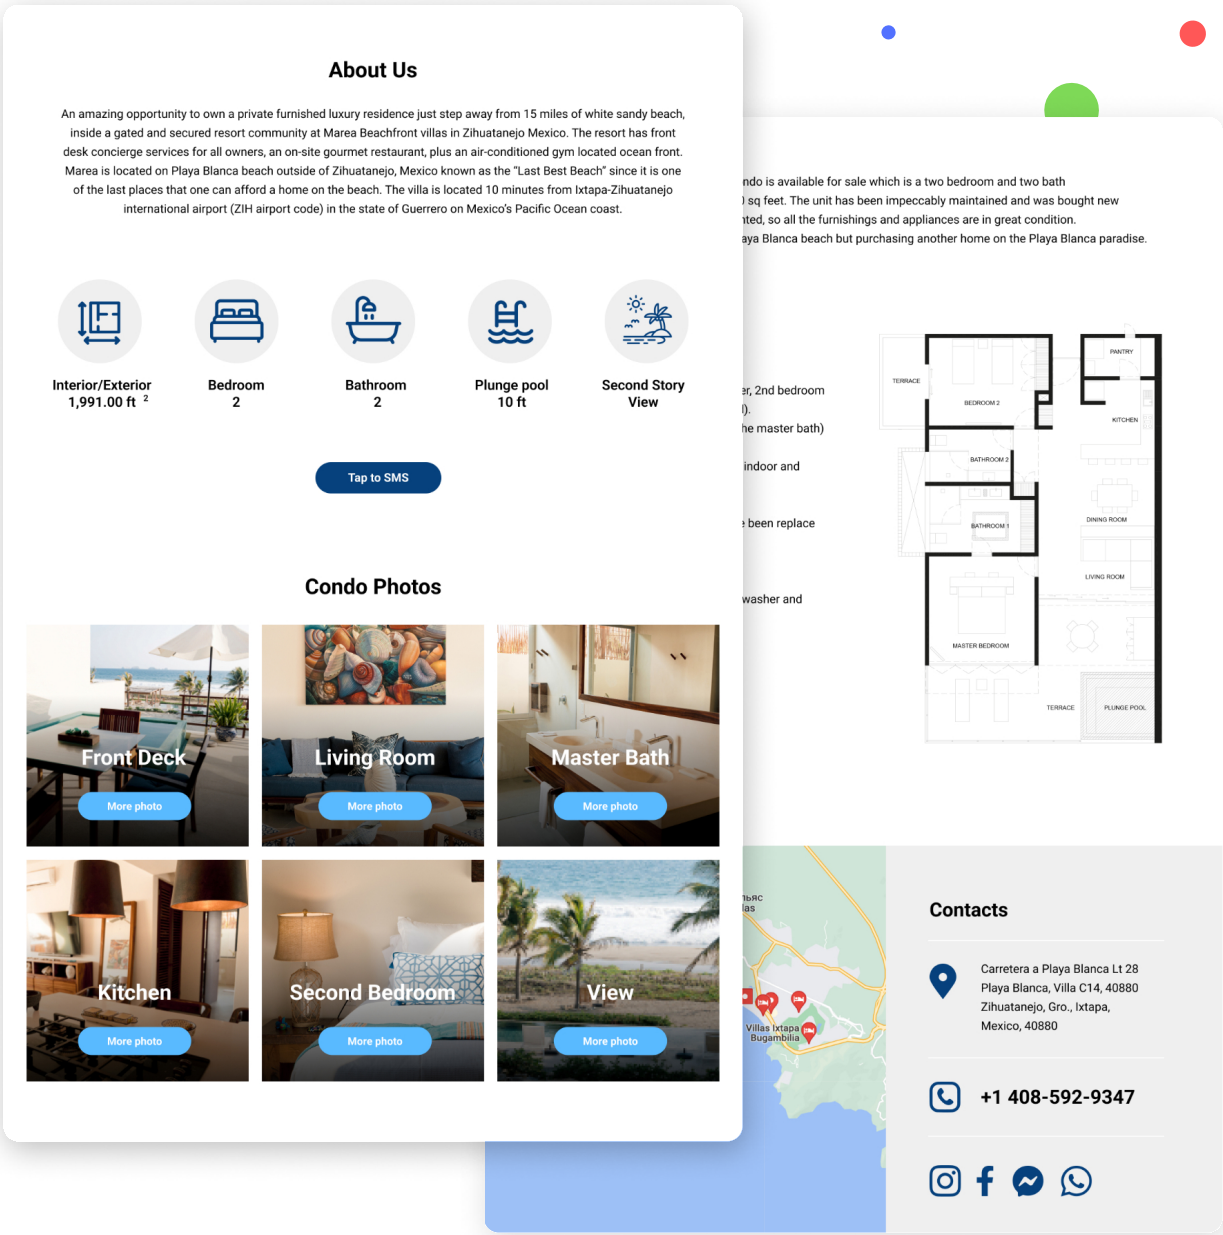 About Us
An amazing opportunity to own a private furnished luxury residence just step away from 15 miles of white sandy beach,
inside a gated and secured resort community at Marea Beachfront villas in Zihuatanejo Mexico. The resort has front
desk concierge services for all owners, an on-site gourmet restaurant, plus an air-conditioned gym located ocean front.
Marea is located on Playa Blanca beach outside of Zihuatanejo, Mexico known as the “Last Best Beach” since it is one
of the last places that one can afford a home on the beach. The villa is located 10 minutes from Ixtapa-Zihuatanejo
international airport (ZIH airport code) in the state of Guerrero on Mexico’s Pacific Ocean coast.
Interior/Exterior
1,991.00 ft 2
Bedroom
2
Bathroom
2
Plunge pool
10 ft
Second Story
View
Tap to SMS
Condo Photos
Front Deck
More photo
Living Room
More photo
Master Bath
More photo
Kitchen
More photo
Second Bedroom
More photo
View
More photo
ndo is available for sale which is a two bedroom and two bath
sq feet. The unit has been impeccably maintained and was bought new
nted, so all the furnishings and appliances are in great condition.
aya Blanca beach but purchasing another home on the Playa Blanca paradise.
er, 2nd bedroom
l).
he master bath)
indoor and
e been replace
washer and
TERRACE
BEDROOM 2
PANTRY
KITCHEN
BATHROOM 2
BATHROOM 1
DINING ROOM
LIVING ROOM
MASTER BEDROOM
TERRACE
PLUNGE POOL
льяс
las
Villas Ixtapa
Bugambilia
Contacts
Carretera a Playa Blanca Lt 28
Playa Blanca, Villa C14, 40880
Zihuatanejo, Gro., Ixtapa,
Mexico, 40880
+1 408-592-9347